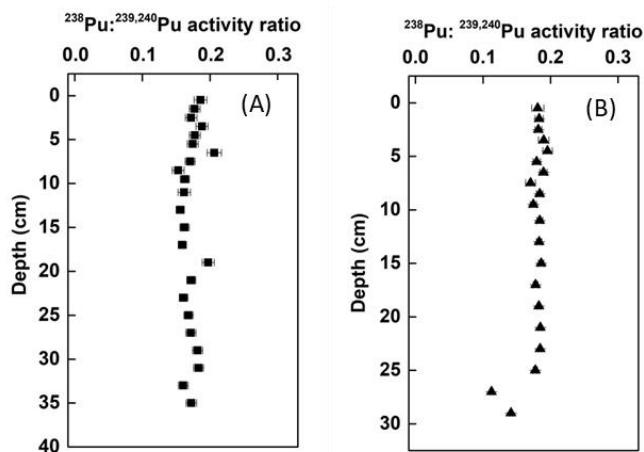 ²³⁸Pu:²³⁹,²⁴⁰Pu activity ratio
0.0 0.1 0.2 0.3
(A)
Depth (cm)
0
5
10
15
20
25
30
35
40
²³⁸Pu: ²³⁹,²⁴⁰Pu activity ratio
0.0 0.1 0.2 0.3
(B)
Depth (cm)
0
5
10
15
20
25
30